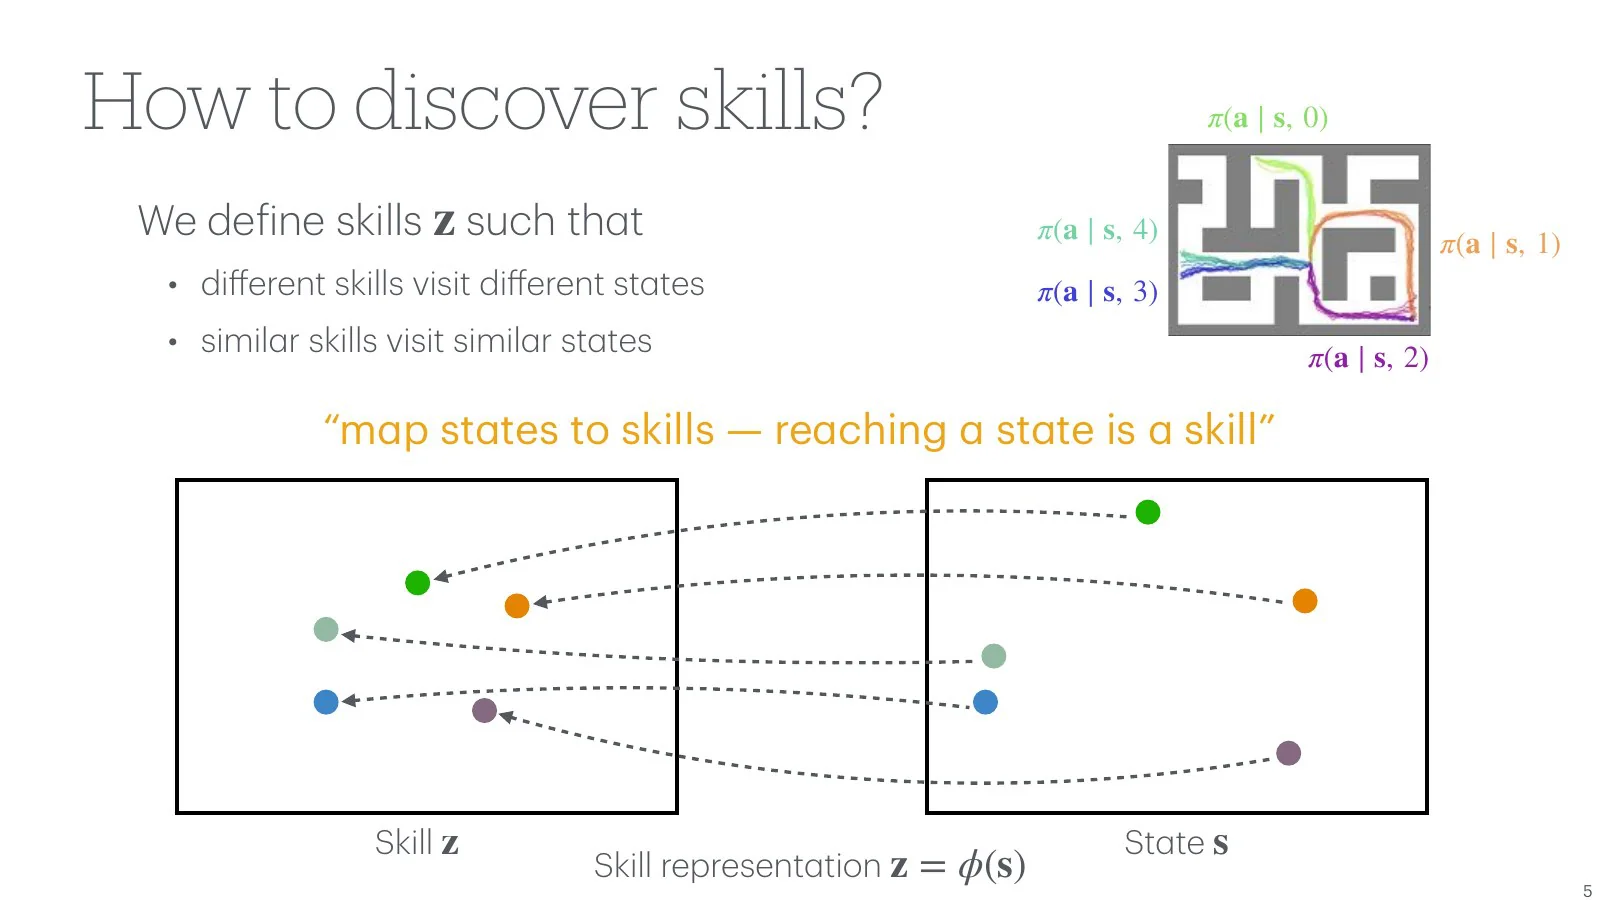 How to discover skills?
We define skills z such that
• different skills visit different states
• similar skills visit similar states
π(a | s, 0)
π(a | s, 4)
π(a | s, 3)
π(a | s, 1)
π(a | s, 2)
“map states to skills — reaching a state is a skill”
Skill z
State s
Skill representation z = ϕ(s)
5